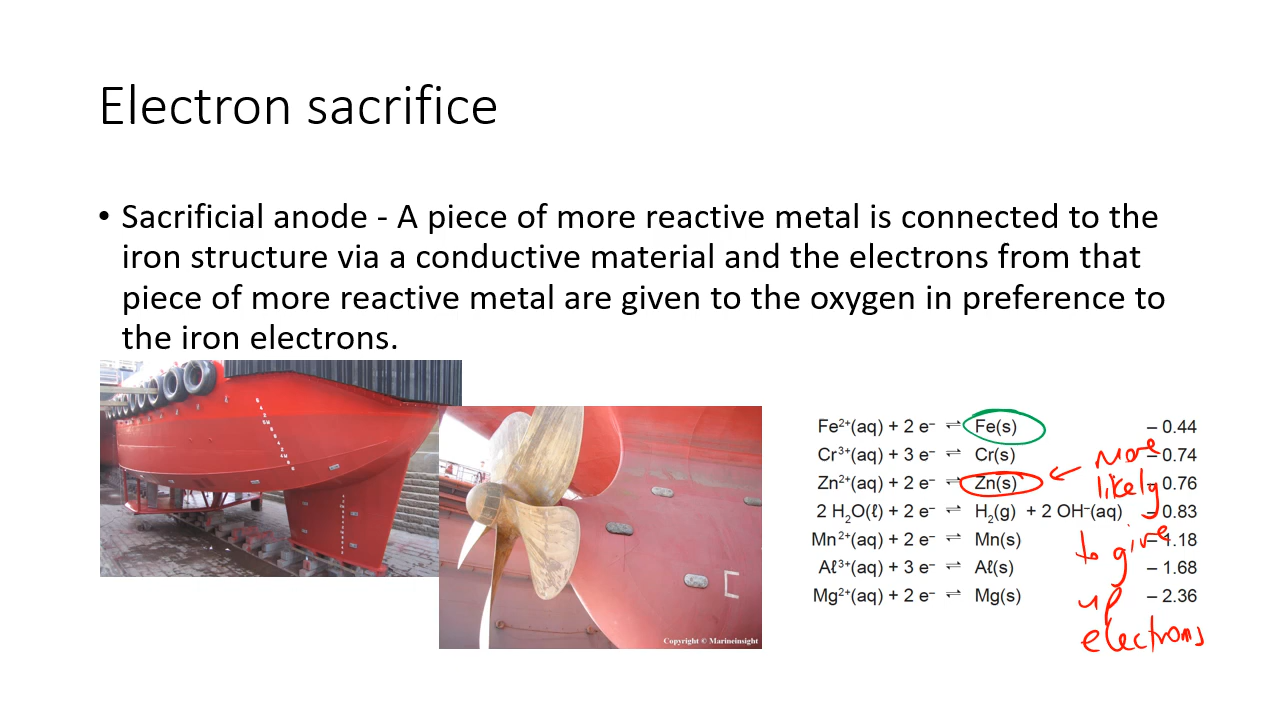 Electron sacrifice
• Sacrificial anode - A piece of more reactive metal is connected to the
iron structure via a conductive material and the electrons from that
piece of more reactive metal are given to the oxygen in preference to
the iron electrons.
Fe²⁺(aq) + 2 e⁻ ⇌ Fe(s) – 0.44
Cr³⁺(aq) + 3 e⁻ ⇌ Cr(s) – 0.74
Zn²⁺(aq) + 2 e⁻ ⇌ Zn(s) – 0.76
2 H₂O(ℓ) + 2 e⁻ ⇌ H₂(g) + 2 OH⁻(aq) – 0.83
Mn²⁺(aq) + 2 e⁻ ⇌ Mn(s) – 1.18
Aℓ³⁺(aq) + 3 e⁻ ⇌ Aℓ(s) – 1.68
Mg²⁺(aq) + 2 e⁻ ⇌ Mg(s) – 2.36
← More
likely
to give
up
electrons
Copyright © Marineinsight